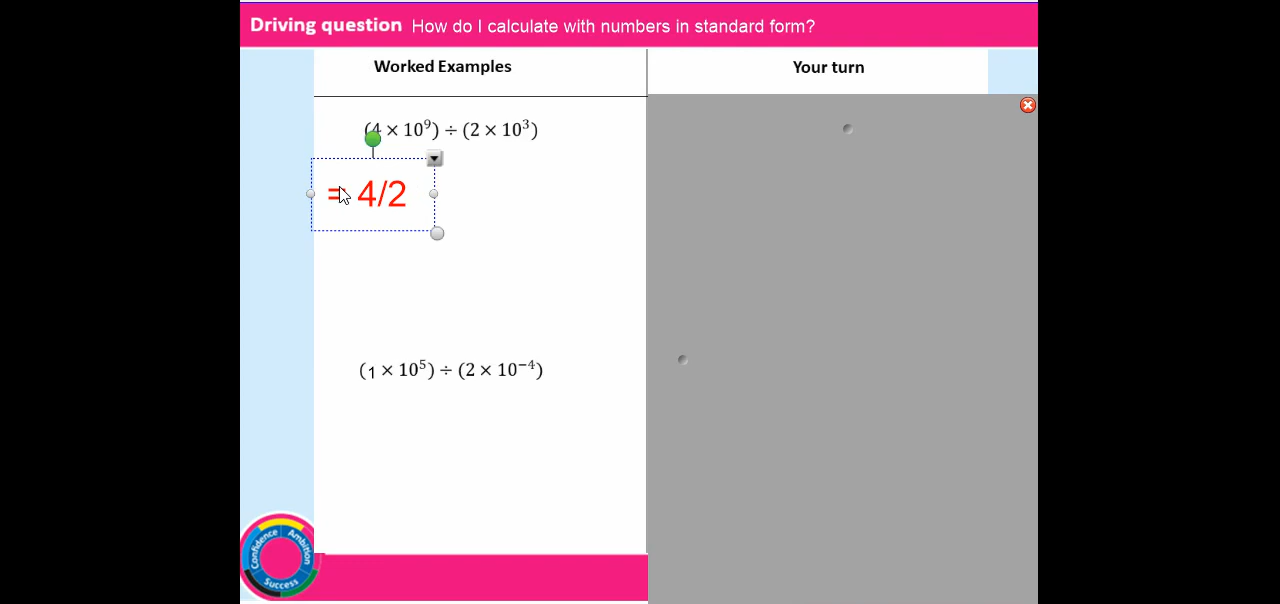 Driving question How do I calculate with numbers in standard form?
Worked Examples
Your turn
(4 × 10⁹) ÷ (2 × 10³)
= 4/2
(1 × 10⁵) ÷ (2 × 10⁻⁴)
Confidence
Ambition
Success